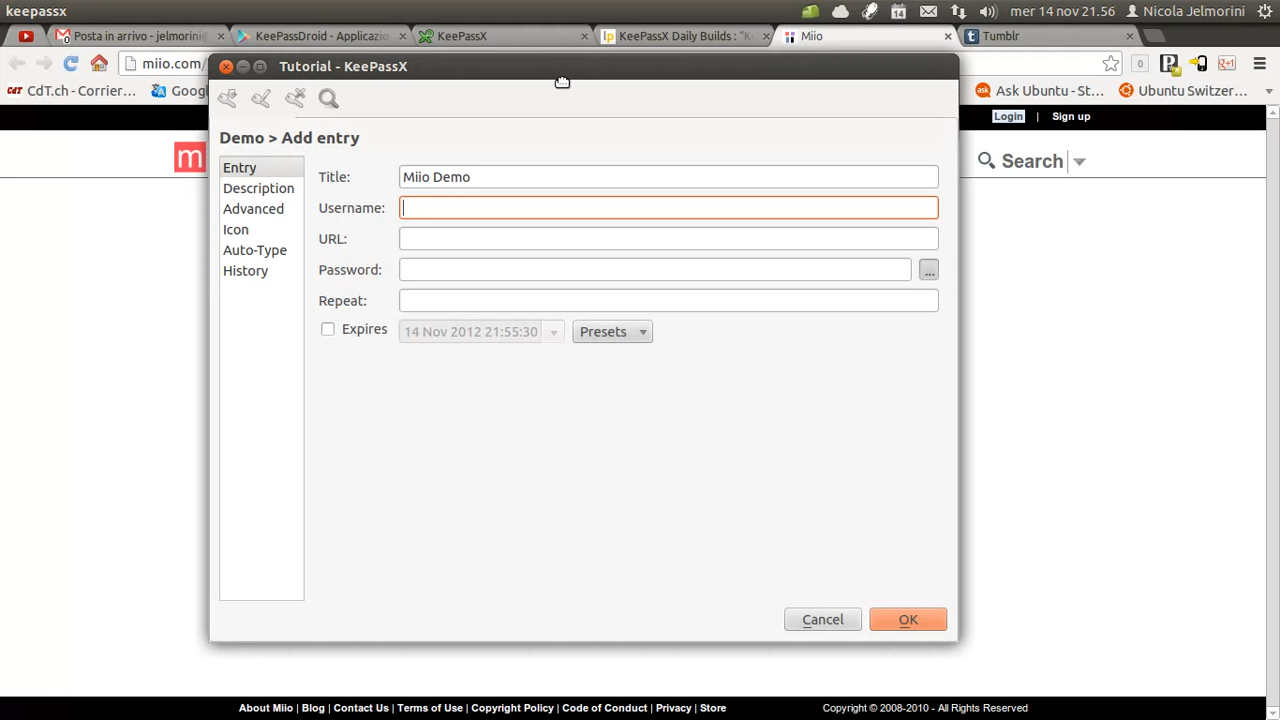 keepassx
14
mer 14 nov 21.56
Nicola Jelmorini
Posta in arrivo - jelmorini@
KeePassDroid - Applicazio
KeePassX
KeePassX Daily Builds : "K
Miio
Tumblr
miio.com/
CdT.ch - Corrier...
Goog
Ask Ubuntu - St...
Ubuntu Switzer...
Login | Sign up
m
Search
Tutorial - KeePassX
Demo > Add entry
Entry
Description
Advanced
Icon
Auto-Type
History
Title: Miio Demo
Username:
URL:
Password: ...
Repeat:
Expires 14 Nov 2012 21:55:30 Presets
Cancel OK
About Miio | Blog | Contact Us | Terms of Use | Copyright Policy | Code of Conduct | Privacy | Store
Copyright © 2008-2010 - All Rights Reserved